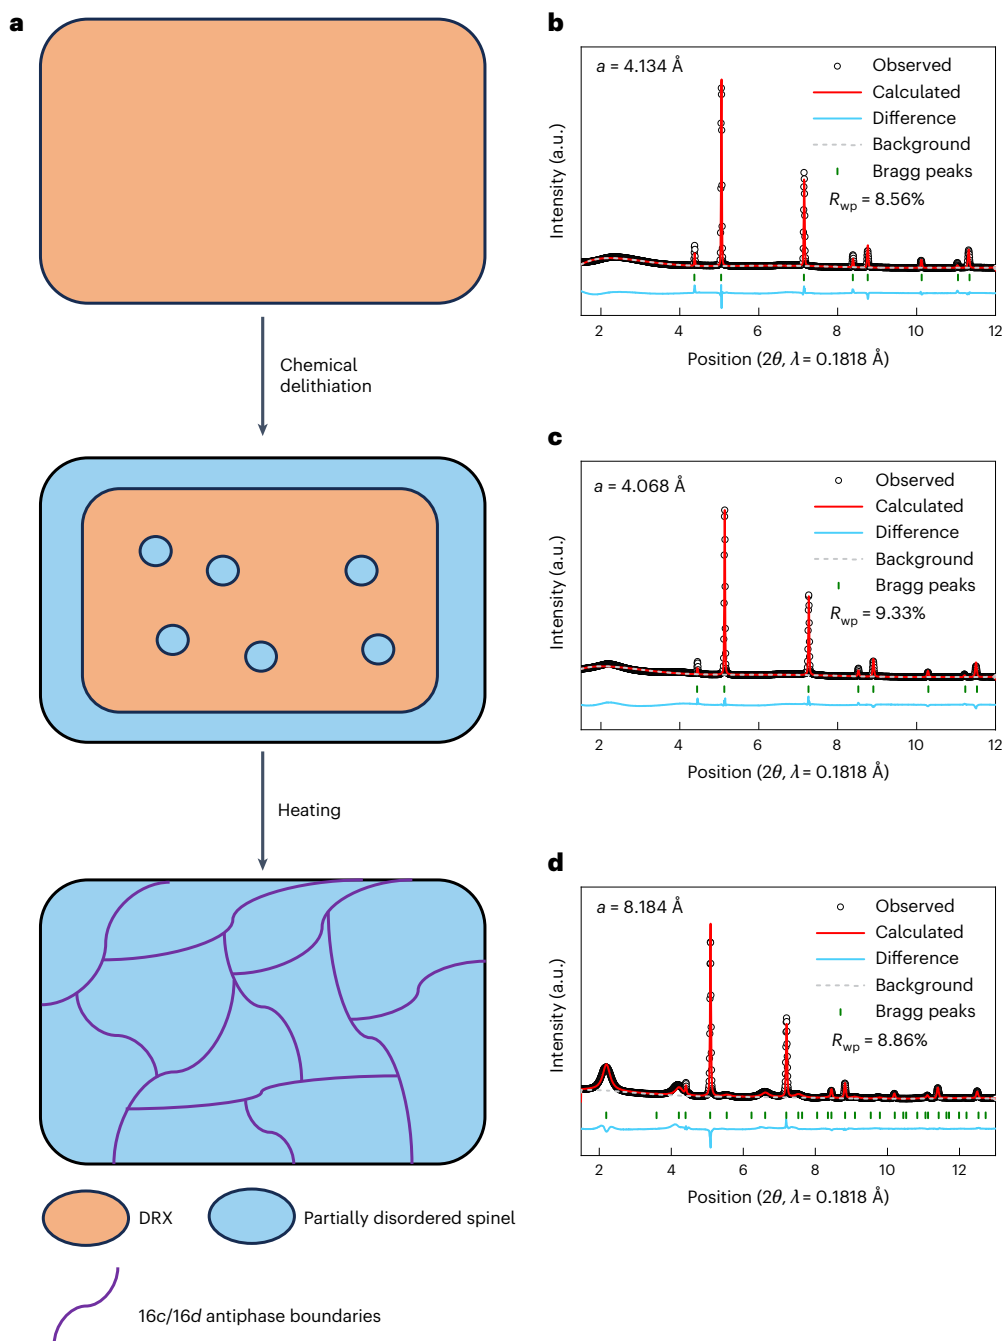 a
Chemical
delithiation
Heating
DRX
Partially disordered spinel
16c/16d antiphase boundaries
b
a = 4.134 Å
Observed
Calculated
Difference
Background
Bragg peaks
Rwp = 8.56%
Intensity (a.u.)
2 4 6 8 10 12
Position (2θ, λ = 0.1818 Å)
c
a = 4.068 Å
Observed
Calculated
Difference
Background
Bragg peaks
Rwp = 9.33%
Intensity (a.u.)
2 4 6 8 10 12
Position (2θ, λ = 0.1818 Å)
d
a = 8.184 Å
Observed
Calculated
Difference
Background
Bragg peaks
Rwp = 8.86%
Intensity (a.u.)
2 4 6 8 10 12
Position (2θ, λ = 0.1818 Å)